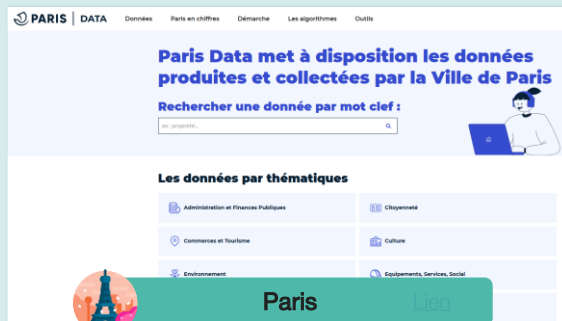 PARIS | DATA Données Paris en chiffres Démarche Les algorithmes Outils
Paris Data met à disposition les données
produites et collectées par la Ville de Paris
Rechercher une donnée par mot clef :
ex : propreté...
Les données par thématiques
Administration et Finances Publiques Citoyenneté
Commerces et Tourisme Culture
Environnement Equipements, Services, Social
Paris Lien